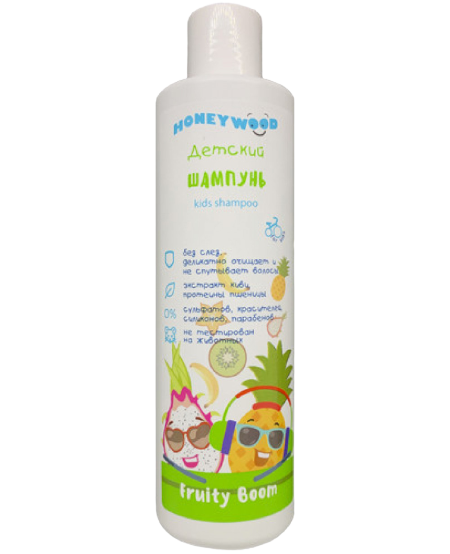 HONEYWOOD
Детский
ШАМПУНЬ
kids shampoo
без слез,
деликатно очищает и
не спутывает волосы
экстракт киви,
протеины пшеницы
0% сульфатов, красителей,
силиконов, парабенов
не тестирован
на животных
Fruity Boom